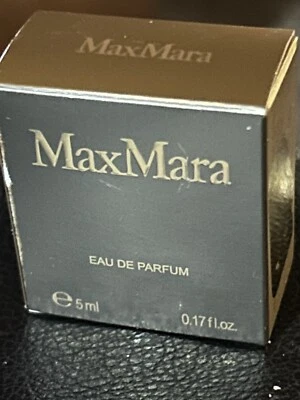 MaxMara
MaxMara
EAU DE PARFUM
℮ 5 ml 0.17 fl.oz.